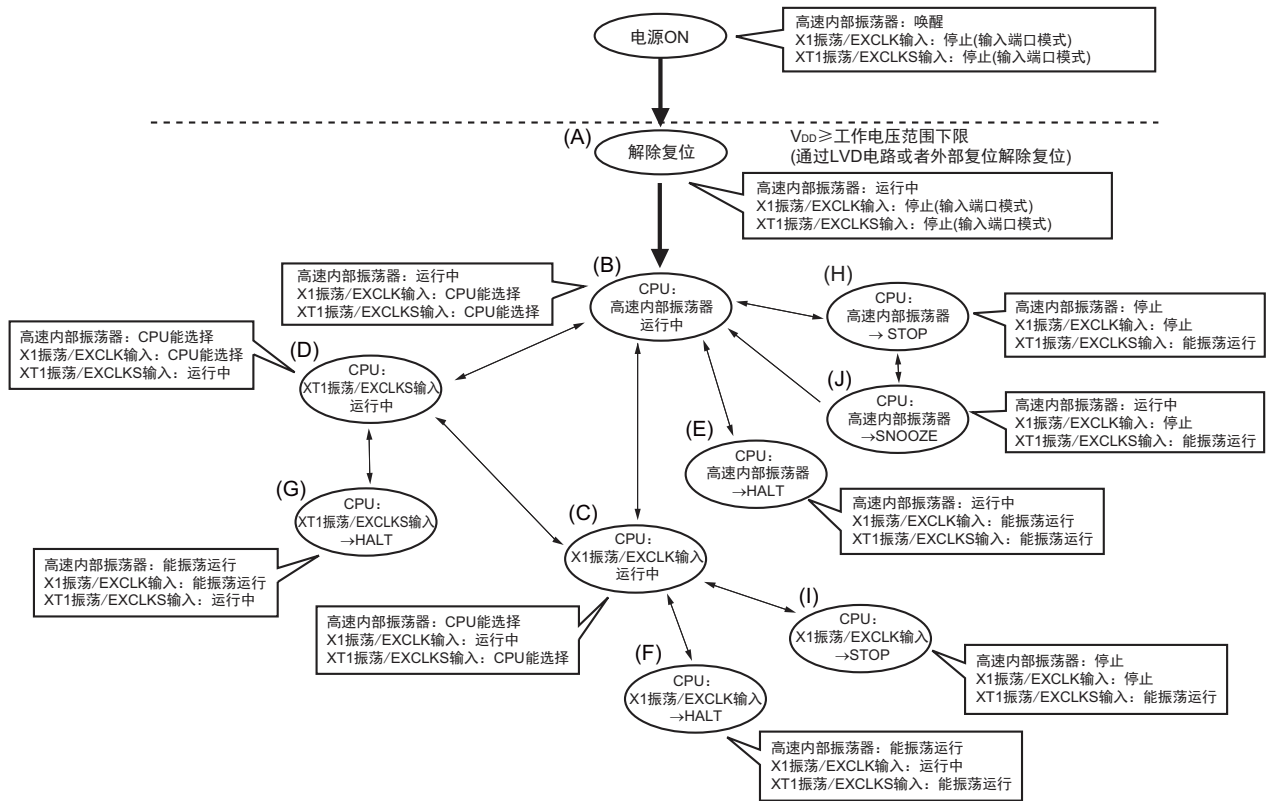 电源ON
高速内部振荡器：唤醒
X1振荡/EXCLK输入：停止(输入端口模式)
XT1振荡/EXCLKS输入：停止(输入端口模式)
(A)
解除复位
VDD≥工作电压范围下限
(通过LVD电路或者外部复位解除复位)
高速内部振荡器：运行中
X1振荡/EXCLK输入：停止(输入端口模式)
XT1振荡/EXCLKS输入：停止(输入端口模式)
(B)
CPU：
高速内部振荡器
运行中
高速内部振荡器：运行中
X1振荡/EXCLK输入：CPU能选择
XT1振荡/EXCLKS输入：CPU能选择
(H)
CPU：
高速内部振荡器
→ STOP
高速内部振荡器：停止
X1振荡/EXCLK输入：停止
XT1振荡/EXCLKS输入：能振荡运行
高速内部振荡器：CPU能选择
X1振荡/EXCLK输入：CPU能选择
XT1振荡/EXCLKS输入：运行中
(D)
CPU：
XT1振荡/EXCLKS输入
运行中
(J)
CPU：
高速内部振荡器
→SNOOZE
高速内部振荡器：运行中
X1振荡/EXCLK输入：停止
XT1振荡/EXCLKS输入：能振荡运行
(E)
CPU：
高速内部振荡器
→HALT
高速内部振荡器：运行中
X1振荡/EXCLK输入：能振荡运行
XT1振荡/EXCLKS输入：能振荡运行
(G)
CPU：
XT1振荡/EXCLKS输入
→HALT
高速内部振荡器：能振荡运行
X1振荡/EXCLK输入：能振荡运行
XT1振荡/EXCLKS输入：运行中
(C)
CPU：
X1振荡/EXCLK输入
运行中
高速内部振荡器：CPU能选择
X1振荡/EXCLK输入：运行中
XT1振荡/EXCLKS输入：CPU能选择
(I)
CPU：
X1振荡/EXCLK输入
→STOP
高速内部振荡器：停止
X1振荡/EXCLK输入：停止
XT1振荡/EXCLKS输入：能振荡运行
(F)
CPU：
X1振荡/EXCLK输入
→HALT
高速内部振荡器：能振荡运行
X1振荡/EXCLK输入：运行中
XT1振荡/EXCLKS输入：能振荡运行